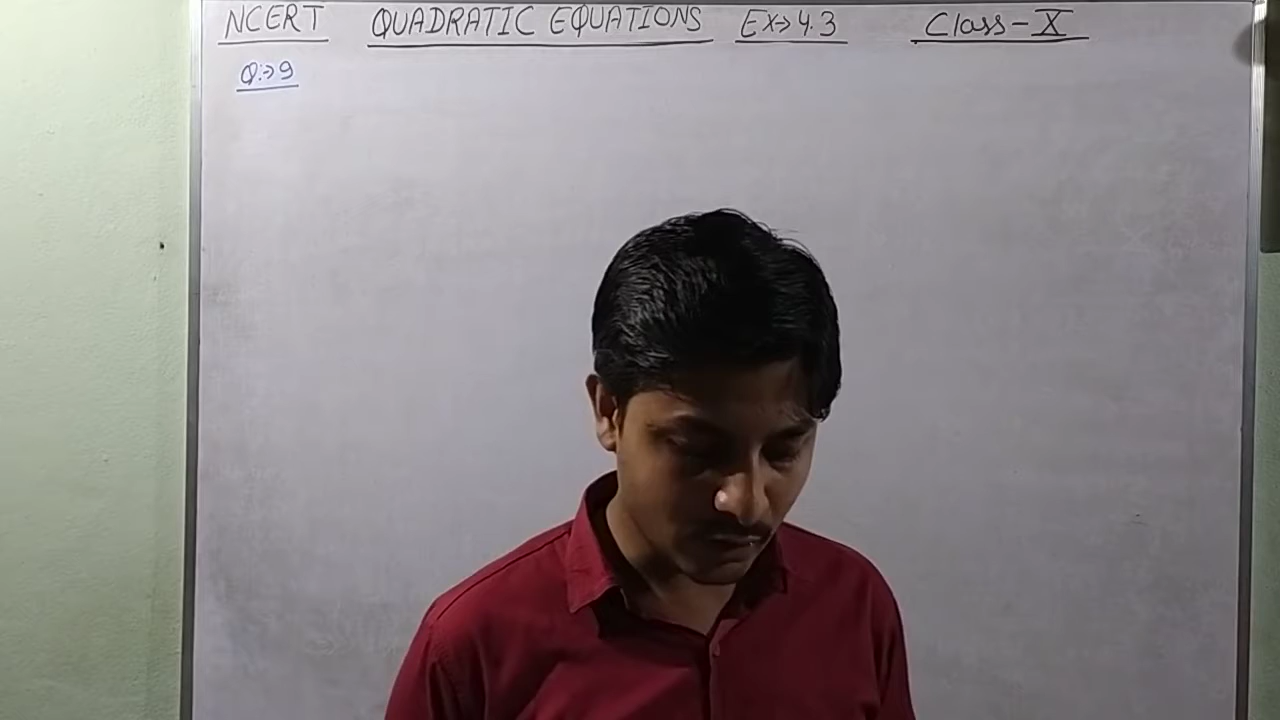 NCERT QUADRATIC EQUATIONS EX→4.3 Class-X
Q:→9